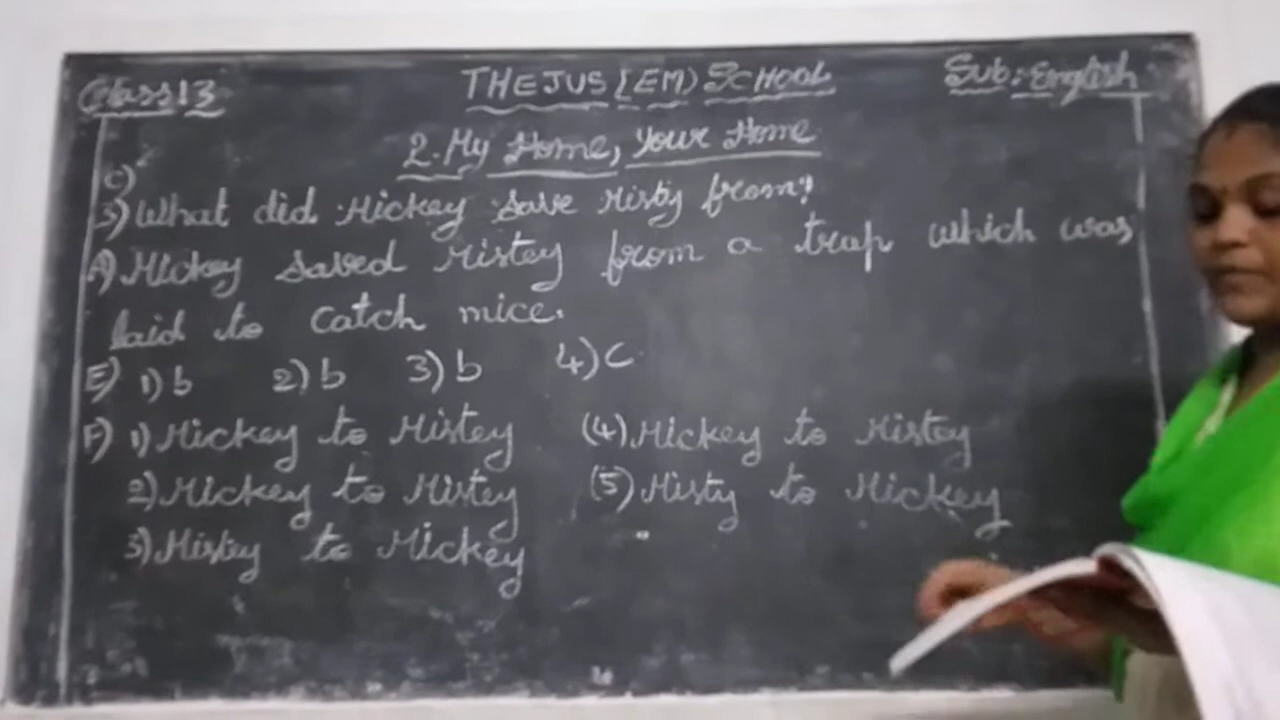 Class:3 THEJUS (EM) SCHOOL Sub: English
2. My Home, Your Home
C)
3) What did Mickey save Misty from?
A) Mickey saved Mistey from a trap which was
laid to catch mice.
E) 1) b 2) b 3) b 4) c
F) 1) Mickey to Mistey (4) Mickey to Mistey
2) Mickey to Mistey (5) Misty to Mickey
3) Mistey to Mickey